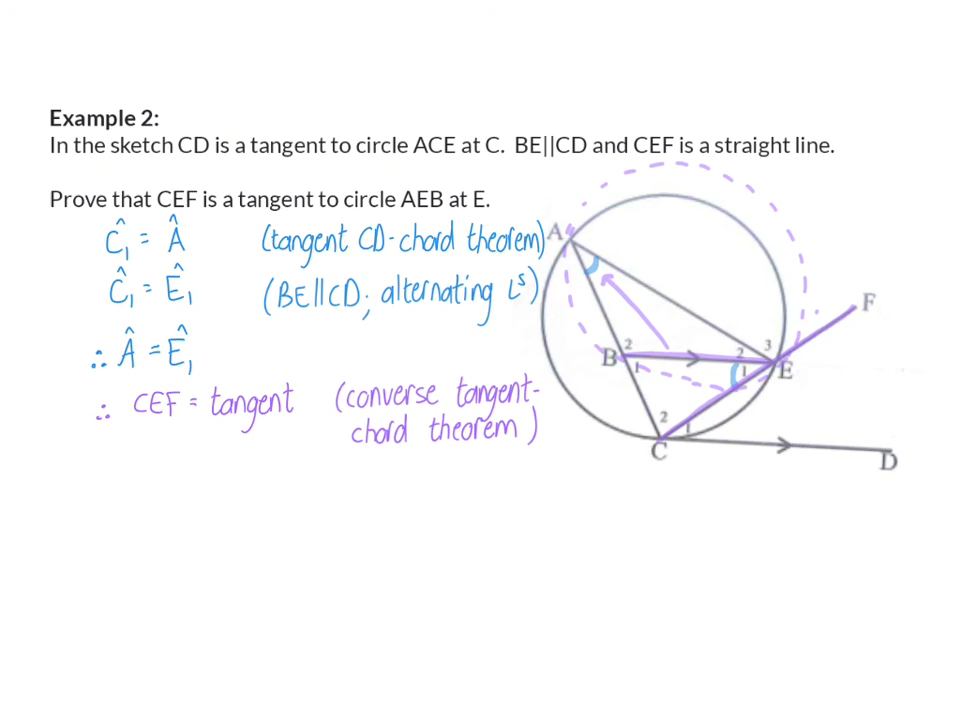 Example 2:
In the sketch CD is a tangent to circle ACE at C. BE||CD and CEF is a straight line.
Prove that CEF is a tangent to circle AEB at E.
Ĉ₁ = Â (tangent CD-chord theorem)
Ĉ₁ = Ê₁ (BE||CD; alternating ∠ˢ)
∴ Â = Ê₁
∴ CEF = tangent (converse tangent-
chord theorem)
A
F
B 2 1
2 3 1 E
2 1
C
D